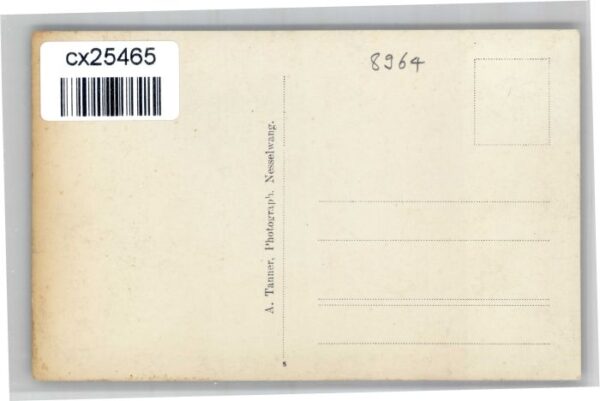 cx25465
8964
A. Tanner, Photograph, Nesselwang.